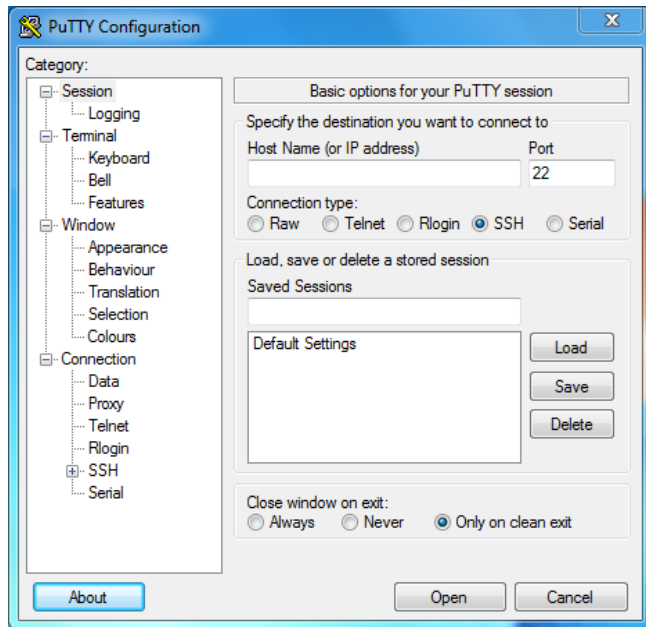 PuTTY Configuration
X
Category:
Session
Logging
Terminal
Keyboard
Bell
Features
Window
Appearance
Behaviour
Translation
Selection
Colours
Connection
Data
Proxy
Telnet
Rlogin
SSH
Serial
Basic options for your PuTTY session
Specify the destination you want to connect to
Host Name (or IP address) Port
22
Connection type:
Raw Telnet Rlogin SSH Serial
Load, save or delete a stored session
Saved Sessions
Default Settings
Load
Save
Delete
Close window on exit:
Always Never Only on clean exit
About Open Cancel